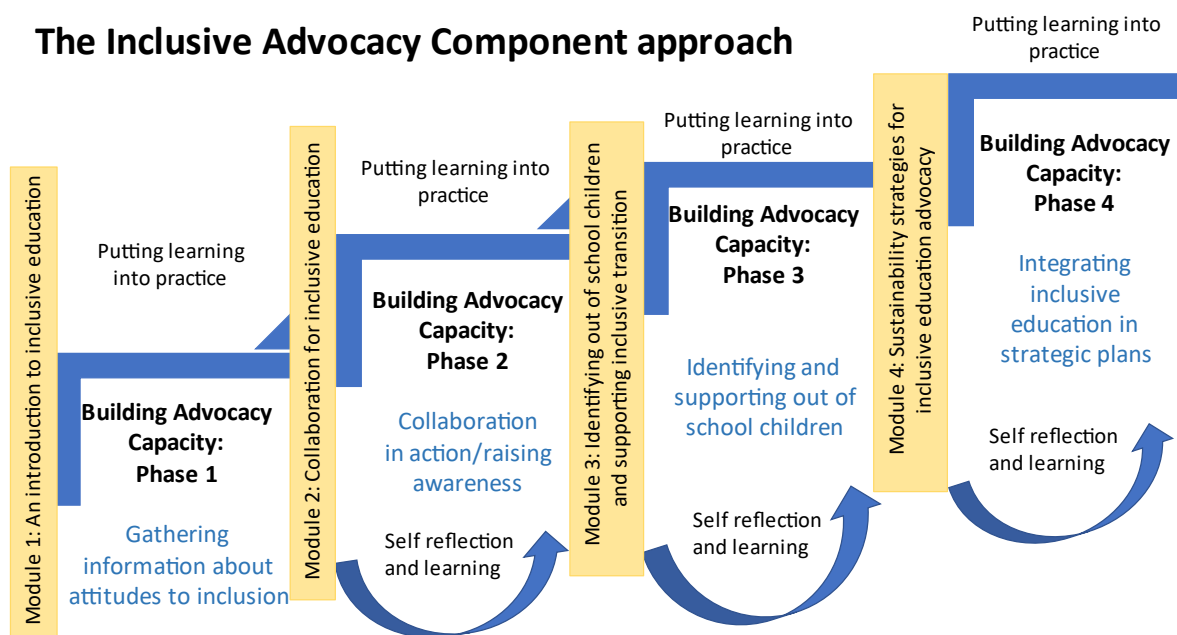 The Inclusive Advocacy Component approach
Module 1: An introduction to inclusive education
Putting learning
into practice
Building Advocacy
Capacity:
Phase 1
Gathering
information about
attitudes to inclusion
Module 2: Collaboration for inclusive education
Putting learning into
practice
Building Advocacy
Capacity:
Phase 2
Collaboration
in action/raising
awareness
Self reflection
and learning
Module 3: Identifying out of school children
and supporting inclusive transition
Putting learning into
practice
Building Advocacy
Capacity:
Phase 3
Identifying and
supporting out of
school children
Self reflection
and learning
Module 4: Sustainability strategies for
inclusive education advocacy
Putting learning into
practice
Building Advocacy
Capacity:
Phase 4
Integrating
inclusive
education in
strategic plans
Self reflection
and learning